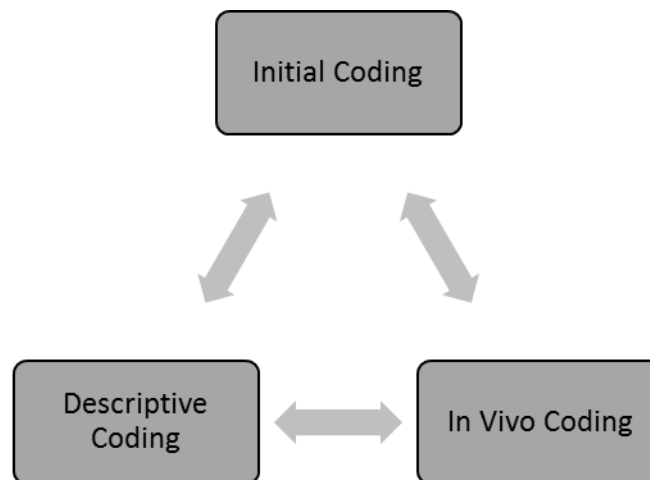 Initial Coding
Descriptive
Coding
In Vivo Coding